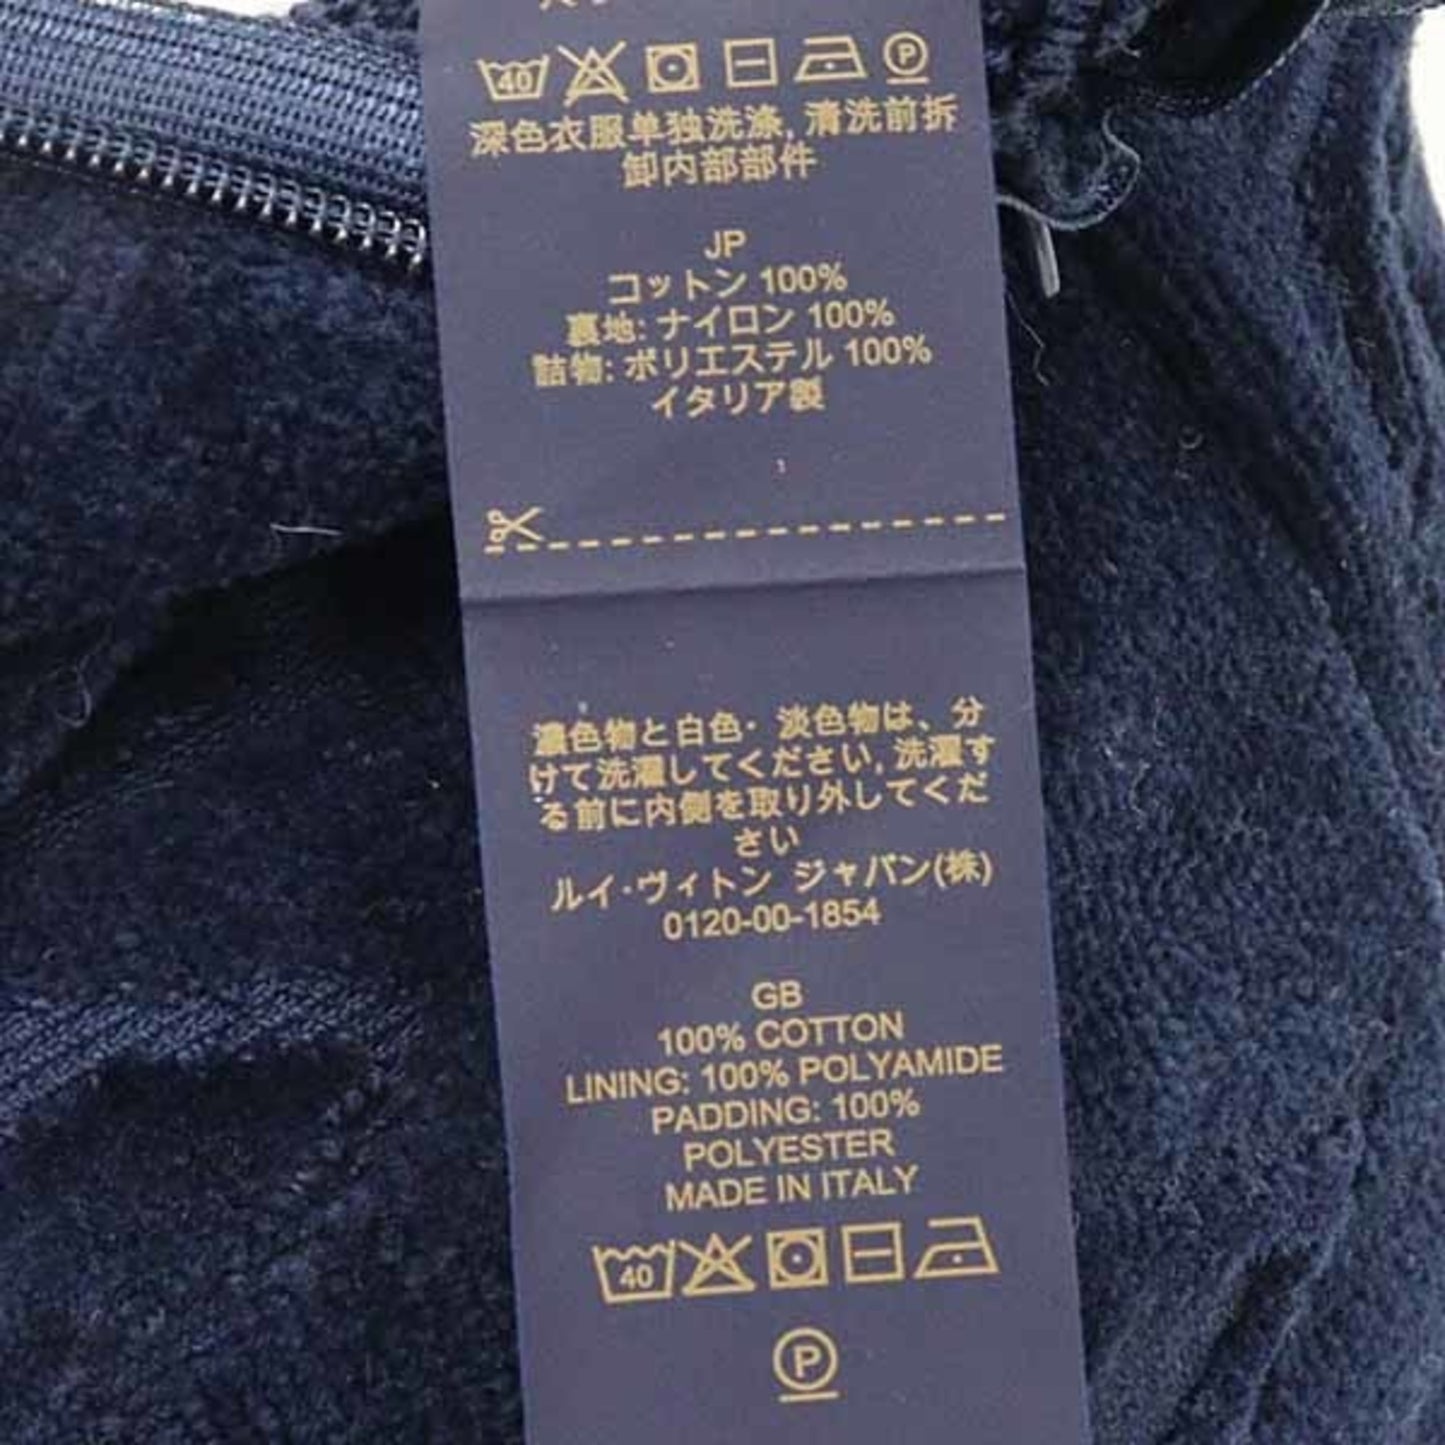 40 P
深色衣服单独洗涤, 清洗前拆
卸内部部件
JP
コットン 100%
裏地: ナイロン 100%
詰物: ポリエステル 100%
イタリア製
濃色物と白色・淡色物は、分
けて洗濯してください, 洗濯す
る前に内側を取り外してくだ
さい
ルイ・ヴィトン ジャパン(株)
0120-00-1854
GB
100% COTTON
LINING: 100% POLYAMIDE
PADDING: 100%
POLYESTER
MADE IN ITALY
40
P